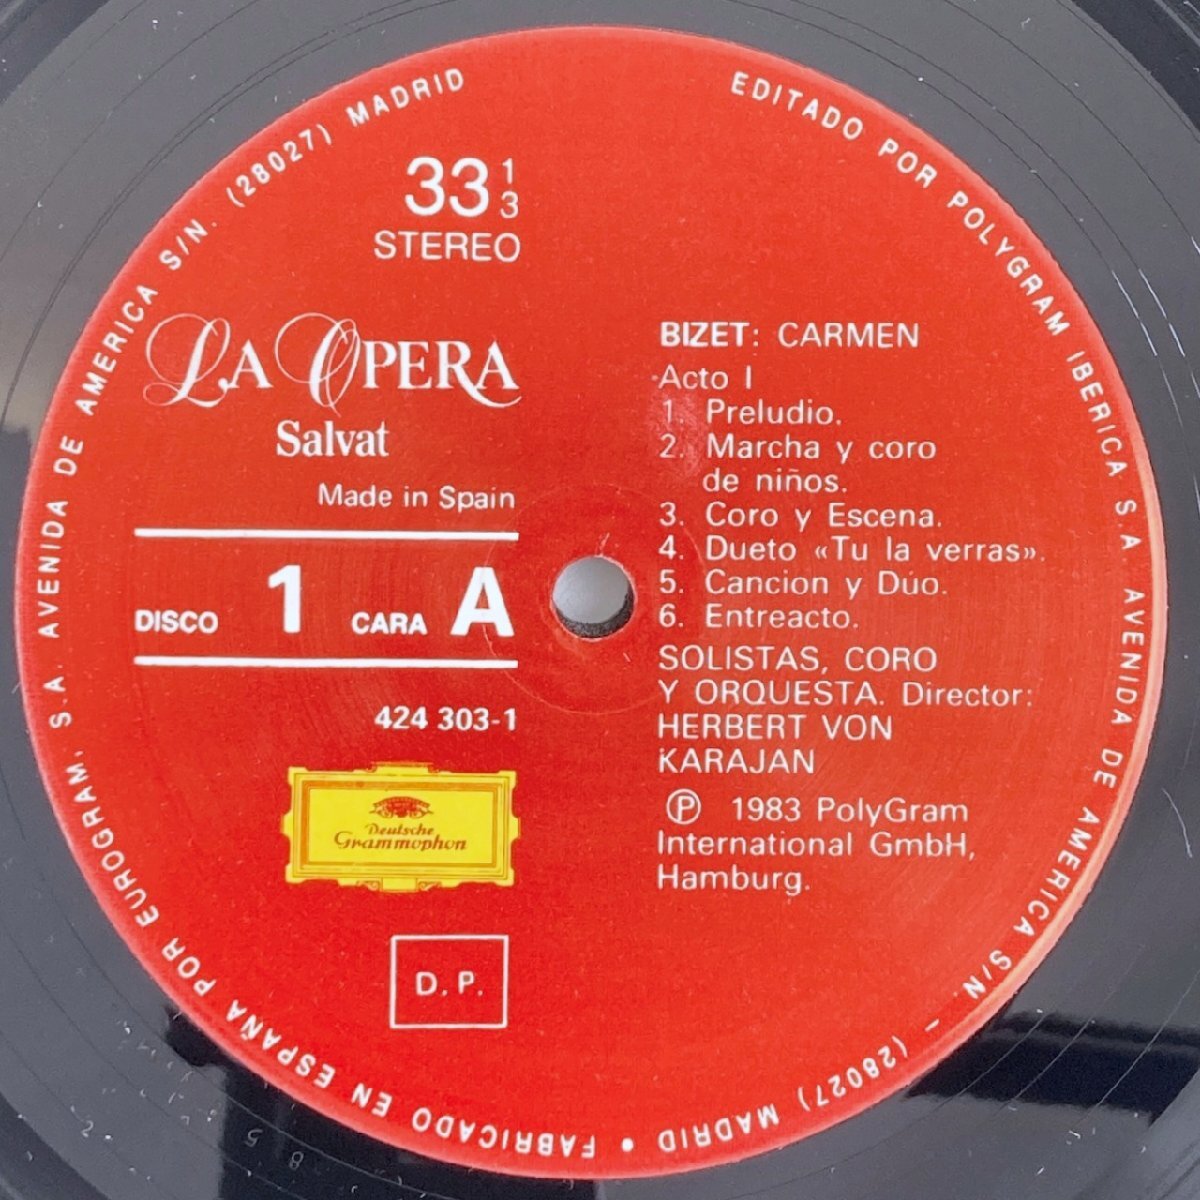 EDITADO POR POLYGRAM IBERICA S.A. AVENIDA DE AMERICA S/N. – (28027) MADRID • FABRICADO EN ESPAÑA POR EUROGRAM, S.A. AVENIDA DE AMERICA S/N. (28027) MADRID
33 1/3
STEREO
LA OPERA
Salvat
Made in Spain
DISCO 1 CARA A
424 303-1
Deutsche
Grammophon
D. P.
BIZET: CARMEN
Acto I
1. Preludio.
2. Marcha y coro
de niños.
3. Coro y Escena.
4. Dueto «Tu la verras».
5. Cancion y Dúo.
6. Entreacto.
SOLISTAS, CORO
Y ORQUESTA. Director:
HERBERT VON
KARAJAN
℗ 1983 PolyGram
International GmbH,
Hamburg.